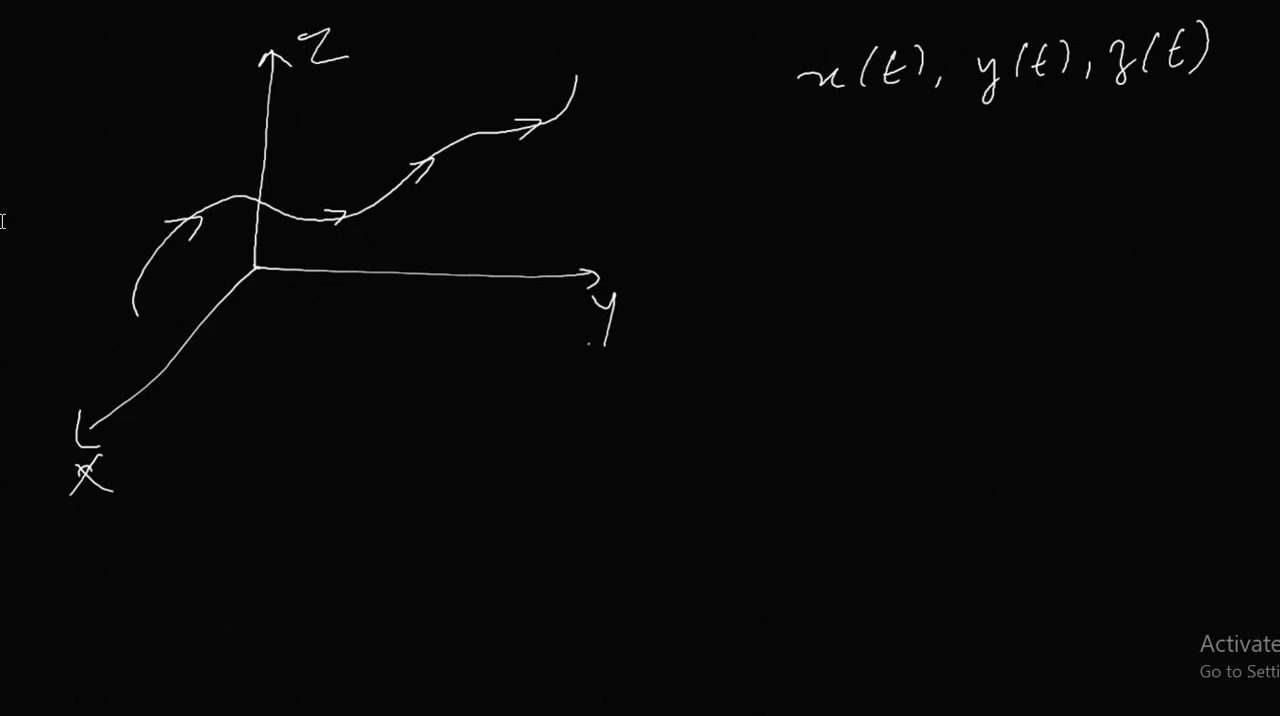 Z
x(t), y(t), z(t)
Y
X
Activate
Go to Setti